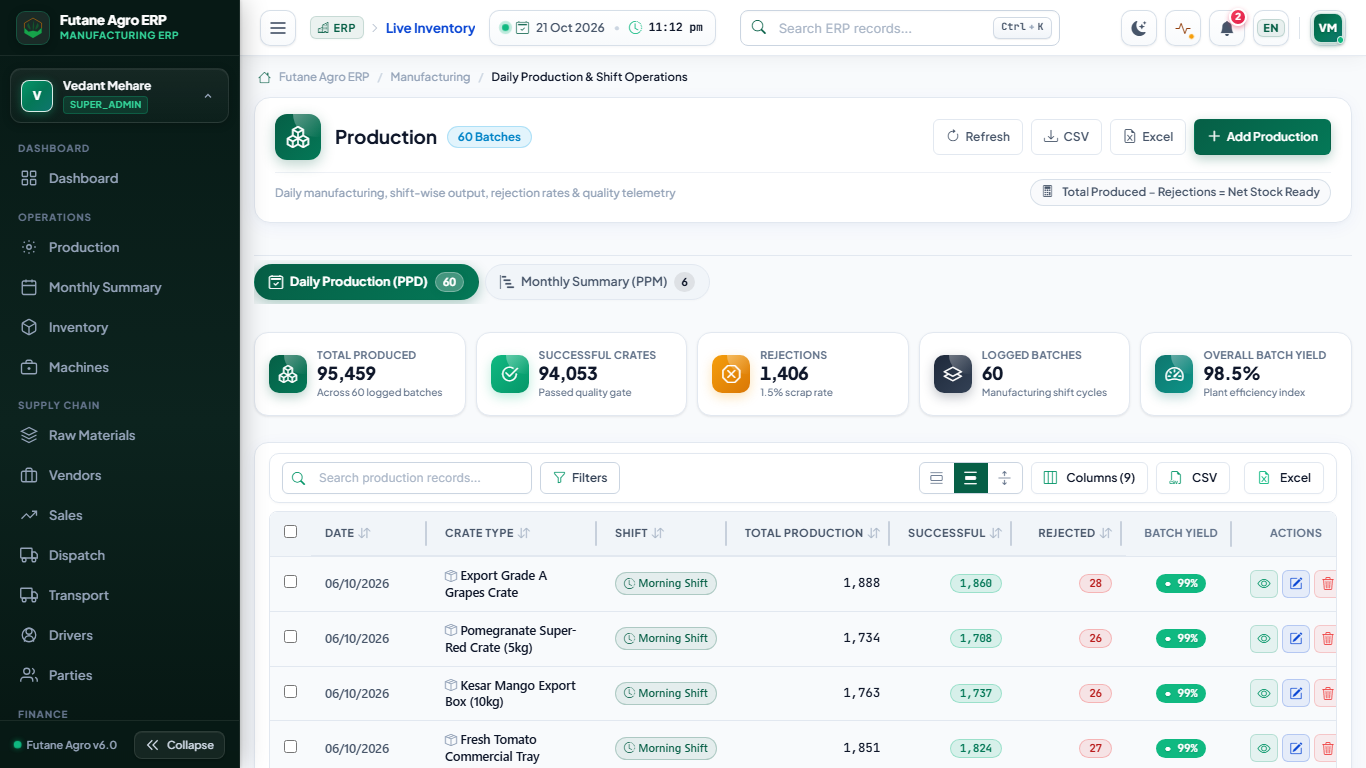 Futane Agro ERP
MANUFACTURING ERP
V
Vedant Mehare
SUPER_ADMIN
DASHBOARD
Dashboard
OPERATIONS
Production
Monthly Summary
Inventory
Machines
SUPPLY CHAIN
Raw Materials
Vendors
Sales
Dispatch
Transport
Drivers
Parties
FINANCE
Futane Agro v6.0
Collapse
ERP
Live Inventory
21 Oct 2026
11:12 pm
Search ERP records...
Ctrl+K
2
EN
VM
Futane Agro ERP / Manufacturing / Daily Production & Shift Operations
Production
60 Batches
Refresh
CSV
Excel
Add Production
Daily manufacturing, shift-wise output, rejection rates & quality telemetry
Total Produced − Rejections = Net Stock Ready
Daily Production (PPD) 60
Monthly Summary (PPM) 6
TOTAL PRODUCED
95,459
Across 60 logged batches
SUCCESSFUL CRATES
94,053
Passed quality gate
REJECTIONS
1,406
1.5% scrap rate
LOGGED BATCHES
60
Manufacturing shift cycles
OVERALL BATCH YIELD
98.5%
Plant efficiency index
Search production records...
Filters
Columns (9)
CSV
Excel
DATE CRATE TYPE SHIFT TOTAL PRODUCTION SUCCESSFUL REJECTED BATCH YIELD ACTIONS
06/10/2026 Export Grade A Morning Shift 1,888 1,860 28 99%
Grapes Crate
06/10/2026 Pomegranate Super- Morning Shift 1,734 1,708 26 99%
Red Crate (5kg)
06/10/2026 Kesar Mango Export Morning Shift 1,763 1,737 26 99%
Box (10kg)
06/10/2026 Fresh Tomato Morning Shift 1,851 1,824 27 99%
Commercial Tray